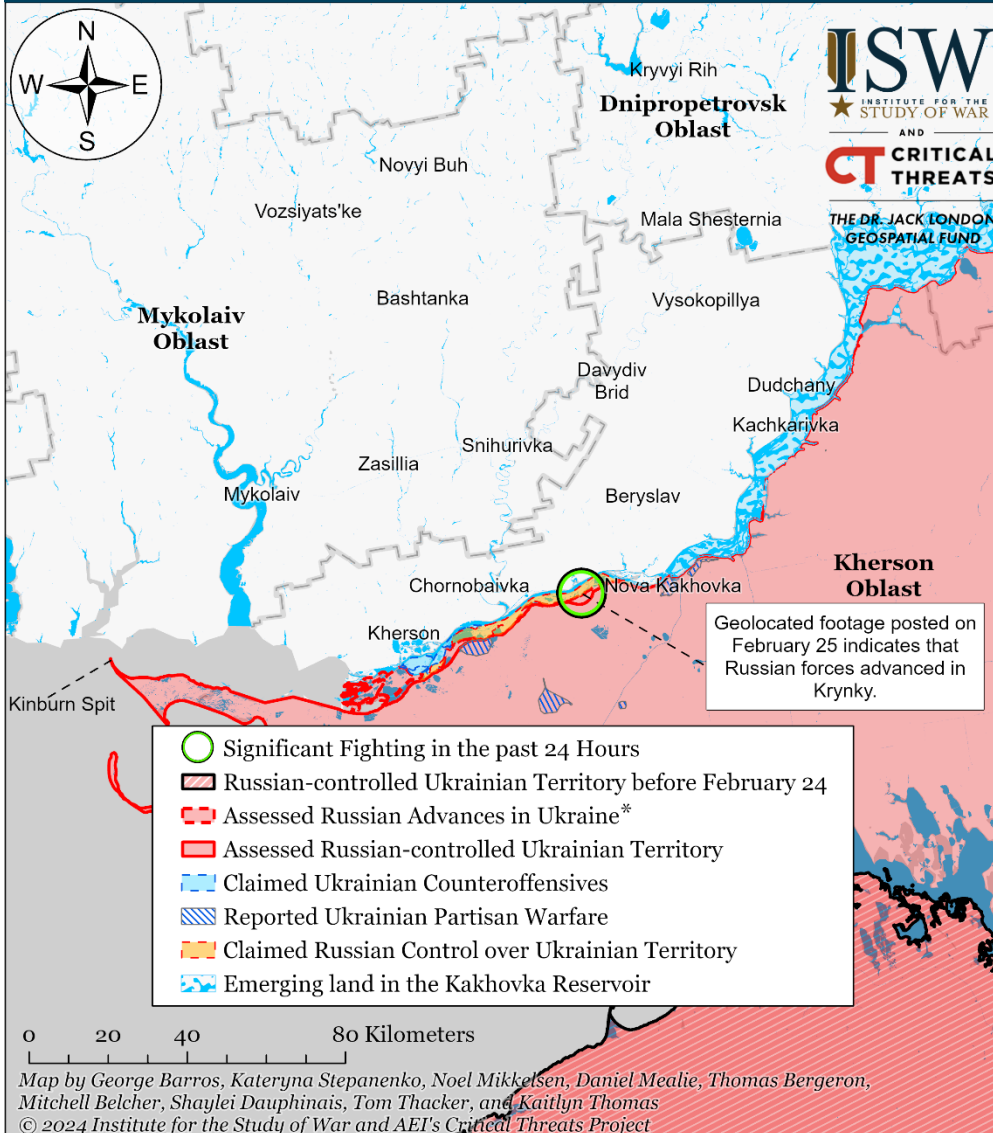 N
W E
S
ISW
INSTITUTE FOR THE
STUDY OF WAR
AND
CT CRITICAL
THREATS
THE DR. JACK LONDON
GEOSPATIAL FUND
Kryvyi Rih
Dnipropetrovsk
Oblast
Novyi Buh
Vozsiyats'ke
Mala Shesternia
Bashtanka
Vysokopillya
Mykolaiv
Oblast
Davydiv
Brid
Dudchany
Kachkarivka
Snihurivka
Zasillia
Mykolaiv
Beryslav
Kherson
Oblast
Chornobaivka
Nova Kakhovka
Kherson
Geolocated footage posted on
February 25 indicates that
Russian forces advanced in
Krynky.
Kinburn Spit
Significant Fighting in the past 24 Hours
Russian-controlled Ukrainian Territory before February 24
Assessed Russian Advances in Ukraine*
Assessed Russian-controlled Ukrainian Territory
Claimed Ukrainian Counteroffensives
Reported Ukrainian Partisan Warfare
Claimed Russian Control over Ukrainian Territory
Emerging land in the Kakhovka Reservoir
0 20 40 80 Kilometers
Map by George Barros, Kateryna Stepanenko, Noel Mikkelsen, Daniel Mealie, Thomas Bergeron,
Mitchell Belcher, Shaylei Dauphinais, Tom Thacker, and Kaitlyn Thomas
© 2024 Institute for the Study of War and AEI's Critical Threats Project